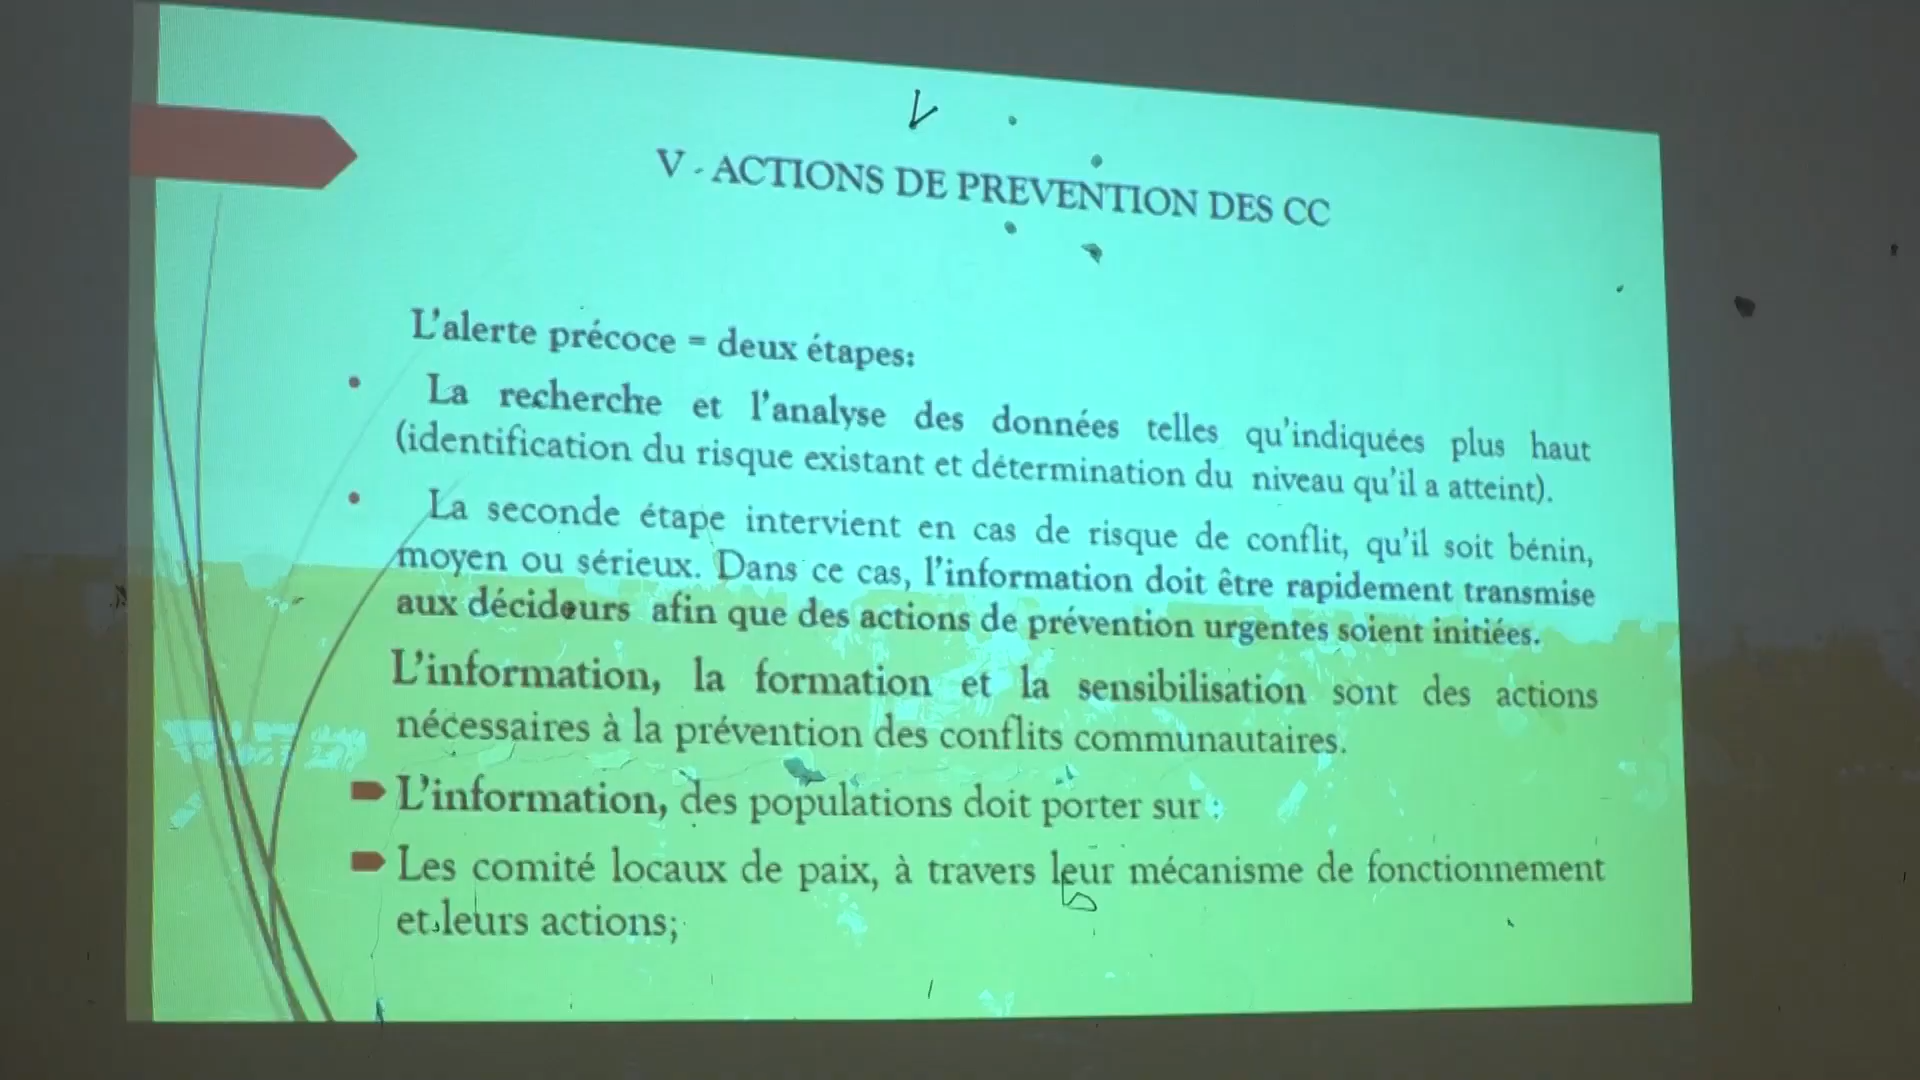 V - ACTIONS DE PREVENTION DES CC
L'alerte précoce = deux étapes:
• La recherche et l'analyse des données telles qu'indiquées plus haut
(identification du risque existant et détermination du niveau qu'il a atteint).
• La seconde étape intervient en cas de risque de conflit, qu'il soit bénin,
moyen ou sérieux. Dans ce cas, l'information doit être rapidement transmise
aux décideurs afin que des actions de prévention urgentes soient initiées.
L'information, la formation et la sensibilisation sont des actions
nécessaires à la prévention des conflits communautaires.
L'information, des populations doit porter sur :
Les comité locaux de paix, à travers leur mécanisme de fonctionnement
et leurs actions;